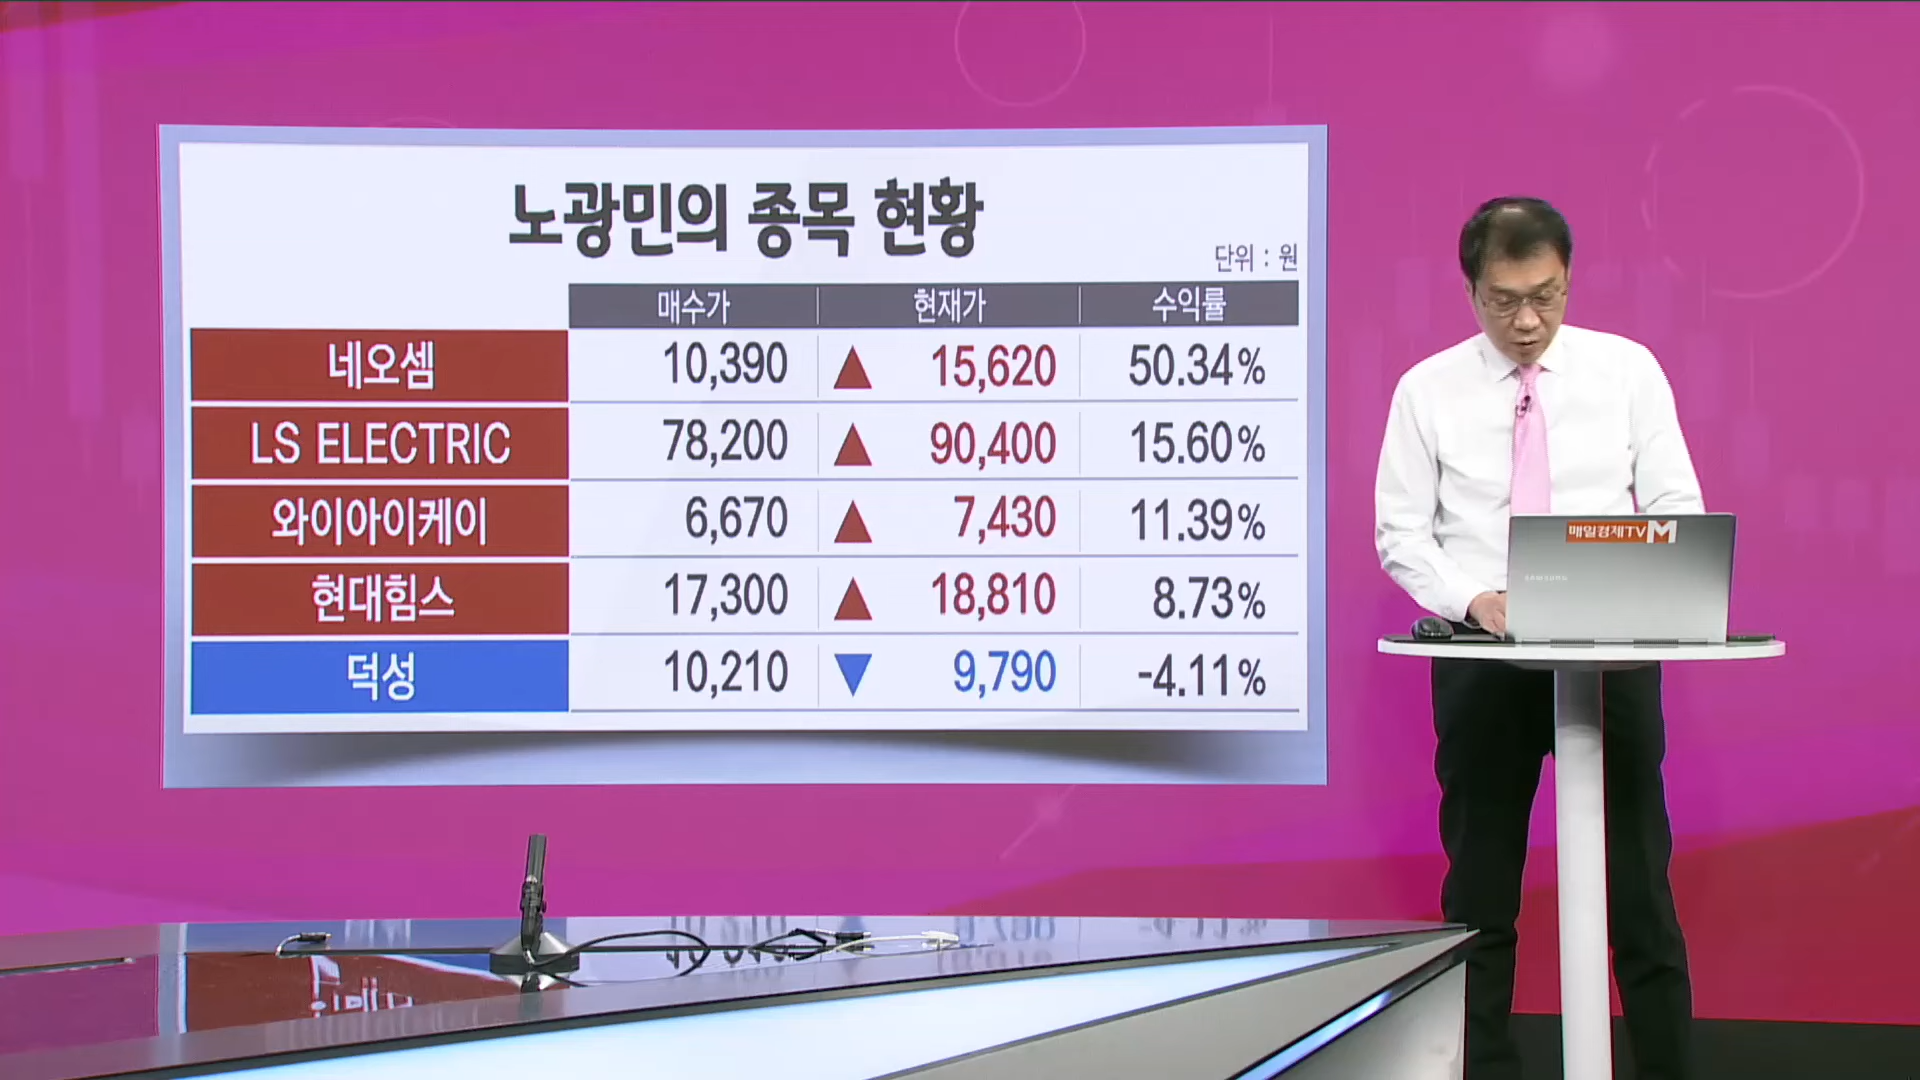 노광민의 종목 현황
단위 : 원
매수가 현재가 수익률
네오셈 10,390 ▲ 15,620 50.34%
LS ELECTRIC 78,200 ▲ 90,400 15.60%
와이아이케이 6,670 ▲ 7,430 11.39%
현대힘스 17,300 ▲ 18,810 8.73%
덕성 10,210 ▼ 9,790 -4.11%
매일경제TV M
SAMSUNG